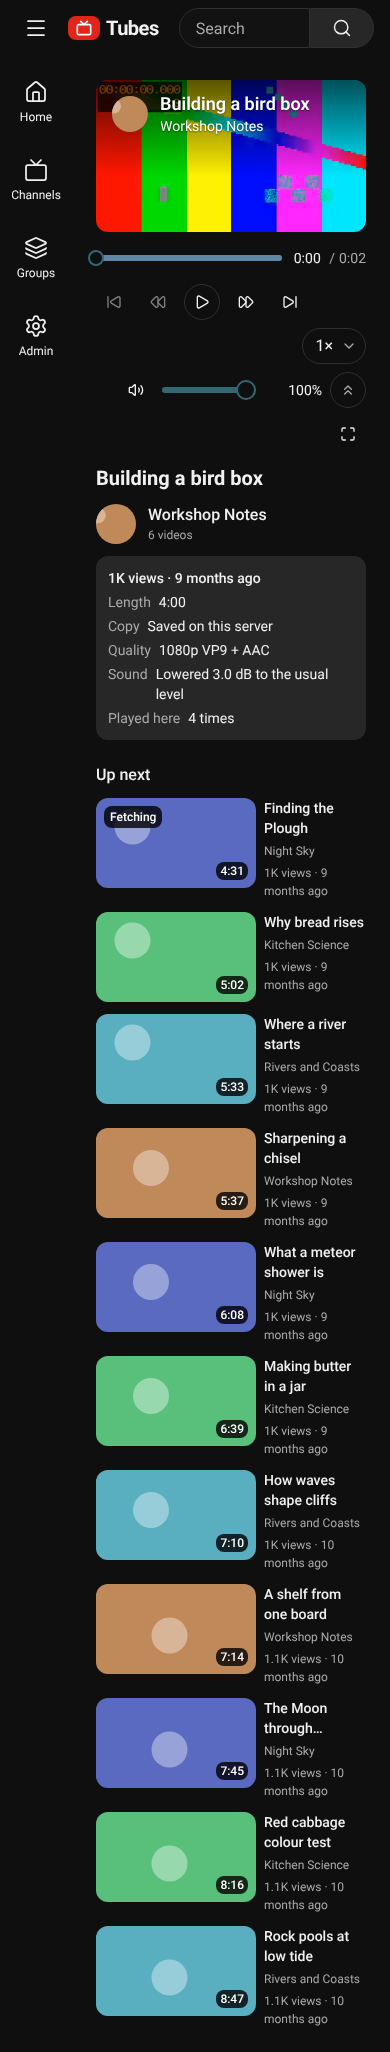 Tubes
Search
Home
Channels
Groups
Admin
00:00:00.000
Building a bird box
Workshop Notes
0:00 / 0:02
1×
100%
Building a bird box
Workshop Notes
6 videos
1K views · 9 months ago
Length 4:00
Copy Saved on this server
Quality 1080p VP9 + AAC
Sound Lowered 3.0 dB to the usual
level
Played here 4 times
Up next
Fetching
4:31
Finding the
Plough
Night Sky
1K views · 9
months ago
5:02
Why bread rises
Kitchen Science
1K views · 9
months ago
5:33
Where a river
starts
Rivers and Coasts
1K views · 9
months ago
5:37
Sharpening a
chisel
Workshop Notes
1K views · 9
months ago
6:08
What a meteor
shower is
Night Sky
1K views · 9
months ago
6:39
Making butter
in a jar
Kitchen Science
1K views · 9
months ago
7:10
How waves
shape cliffs
Rivers and Coasts
1K views · 10
months ago
7:14
A shelf from
one board
Workshop Notes
1.1K views · 10
months ago
7:45
The Moon
through…
Night Sky
1.1K views · 10
months ago
8:16
Red cabbage
colour test
Kitchen Science
1.1K views · 10
months ago
8:47
Rock pools at
low tide
Rivers and Coasts
1.1K views · 10
months ago